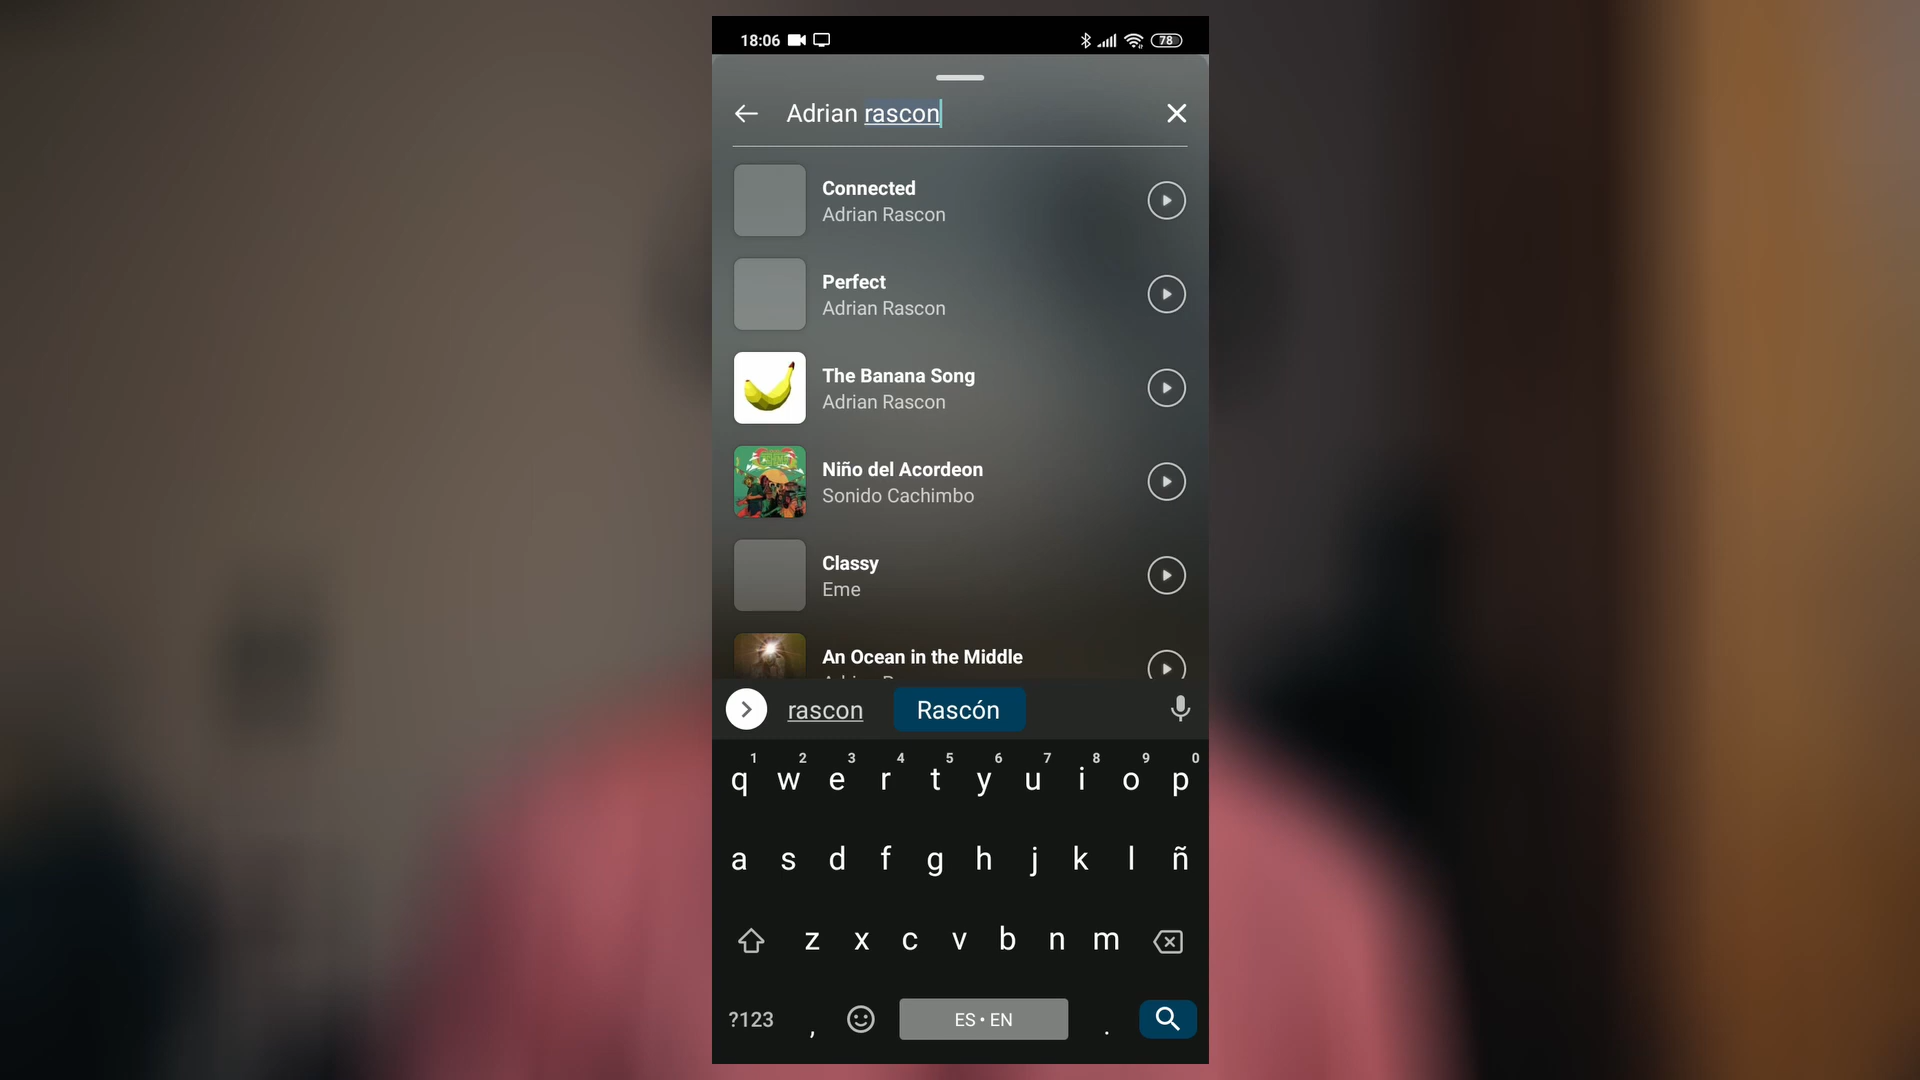 18:06 78
Adrian rascon
Connected
Adrian Rascon
Perfect
Adrian Rascon
The Banana Song
Adrian Rascon
Niño del Acordeon
Sonido Cachimbo
Classy
Eme
An Ocean in the Middle
rascon Rascón
1 2 3 4 5 6 7 8 9 0
q w e r t y u i o p
a s d f g h j k l ñ
z x c v b n m
?123 , ES • EN .